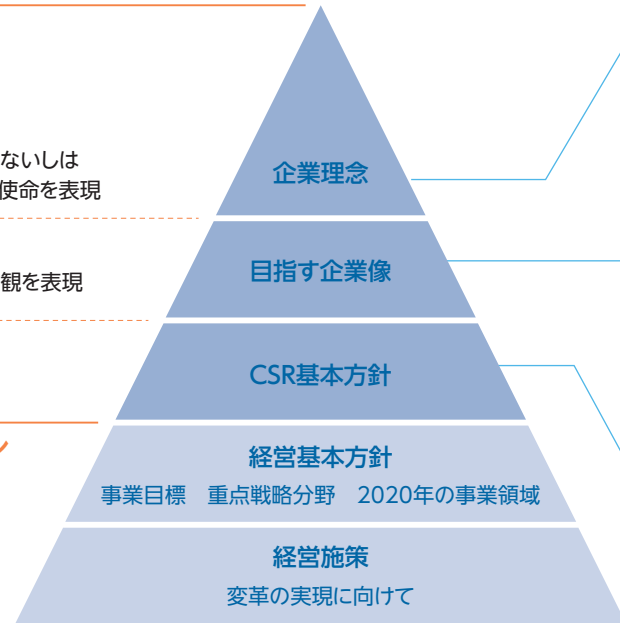 企業理念
ないしは
使命を表現
目指す企業像
観を表現
CSR基本方針
経営基本方針
事業目標 重点戦略分野 2020年の事業領域
経営施策
変革の実現に向けて